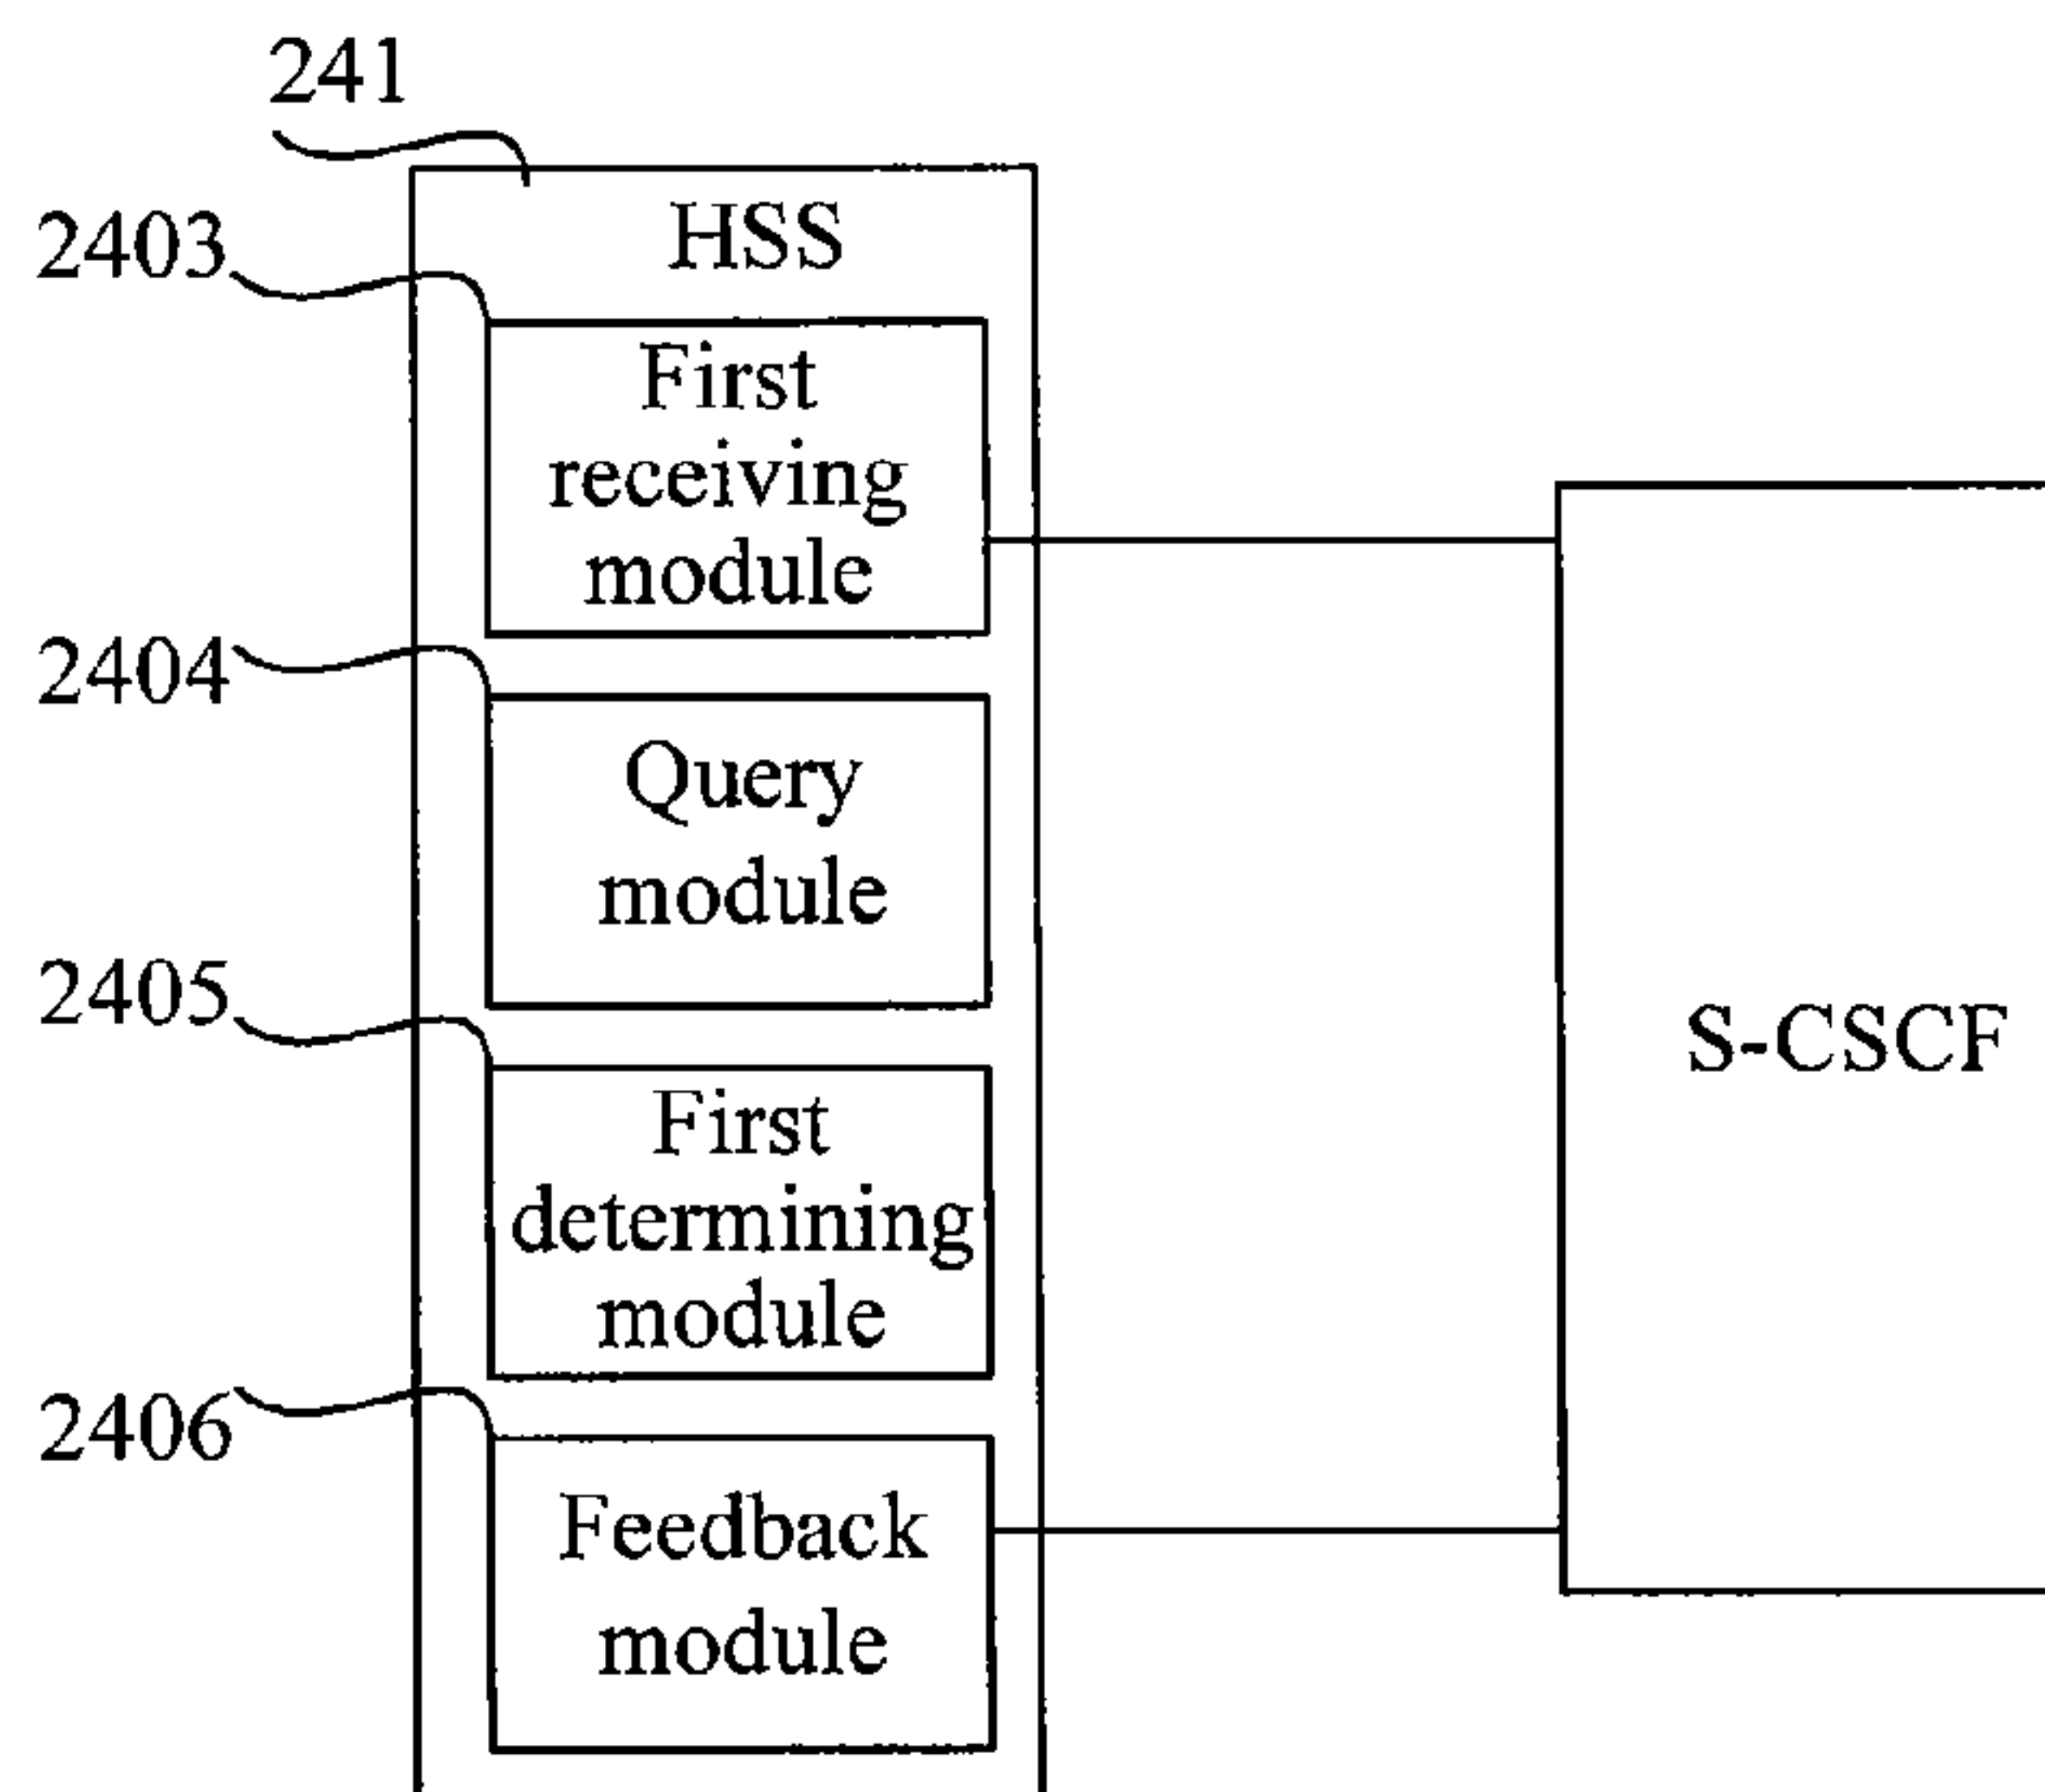 241
HSS
2403
First
receiving
module
2404
Query
module
2405
First
determining
module
2406
Feedback
module
S-CSCF